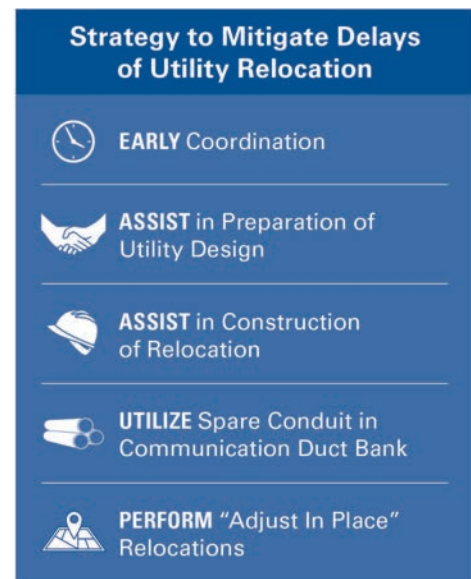 Strategy to Mitigate Delays
of Utility Relocation
EARLY Coordination
ASSIST in Preparation of
Utility Design
ASSIST in Construction
of Relocation
UTILIZE Spare Conduit in
Communication Duct Bank
PERFORM “Adjust In Place”
Relocations